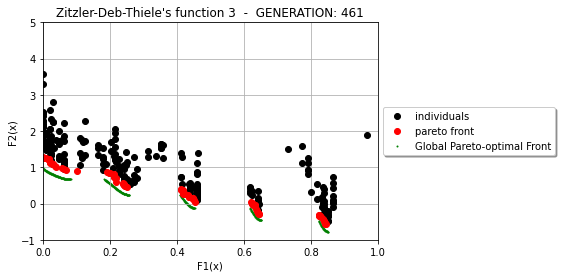 Zitzler-Deb-Thiele's function 3 - GENERATION: 461
5
4
3
2
1
0
-1
F2(x)
0.0 0.2 0.4 0.6 0.8 1.0
F1(x)
individuals
pareto front
Global Pareto-optimal Front